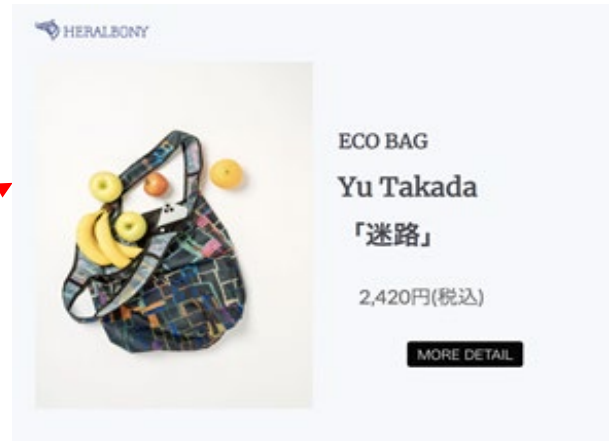 HERALBONY
ECO BAG
Yu Takada
「迷路」
2,420円(税込)
MORE DETAIL